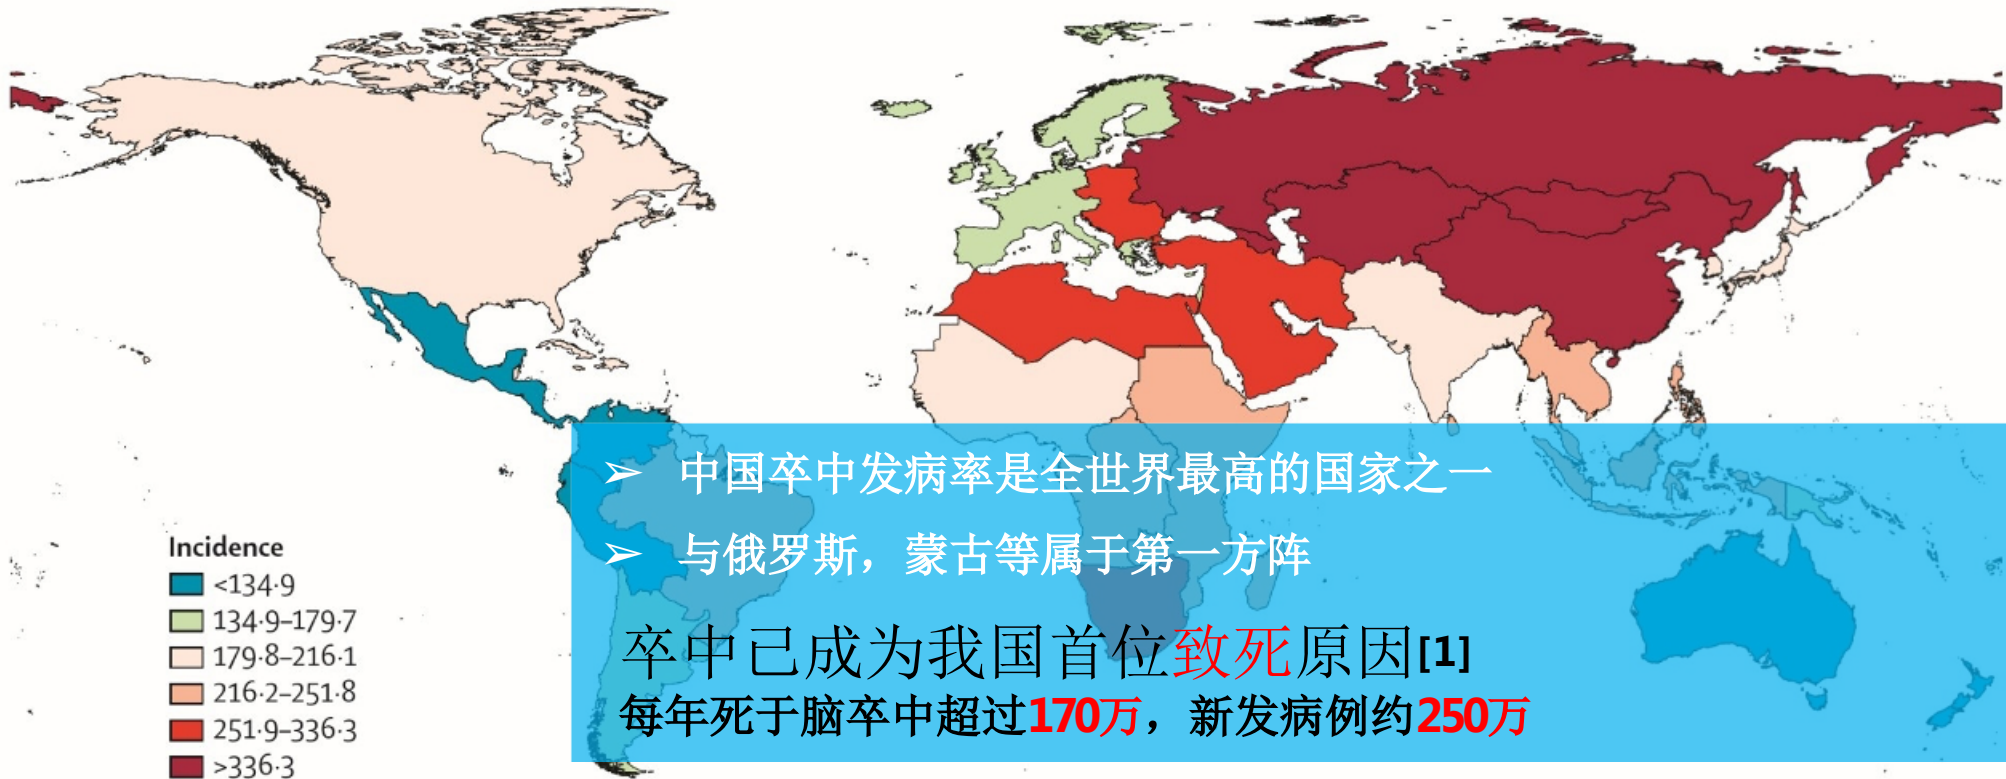 ➢ 中国卒中发病率是全世界最高的国家之一
➢ 与俄罗斯，蒙古等属于第一方阵
卒中已成为我国首位致死原因[1]
每年死于脑卒中超过170万，新发病例约250万
Incidence
<134·9
134·9–179·7
179·8–216·1
216·2–251·8
251·9–336·3
>336·3